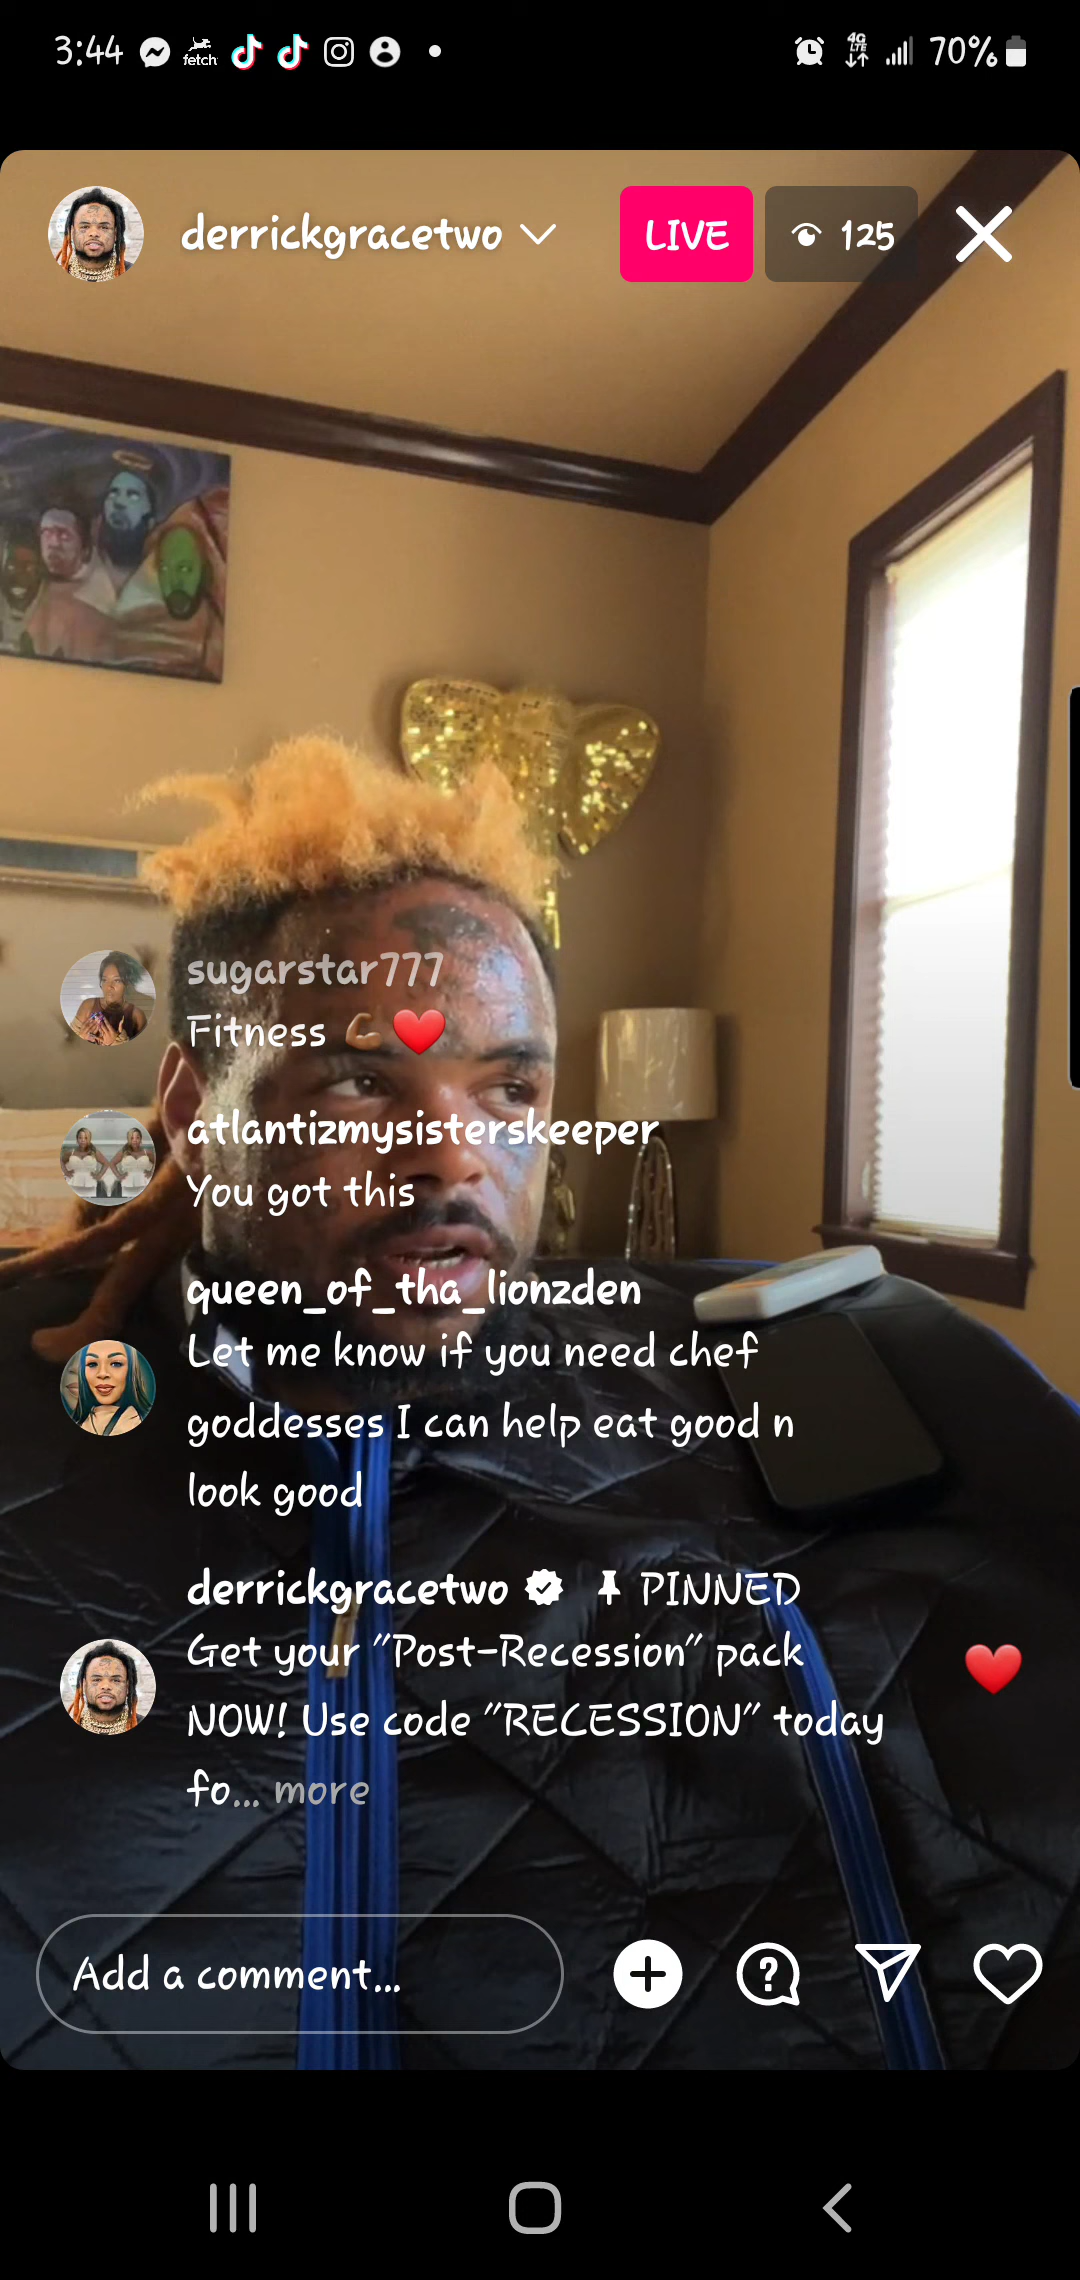 3:44 fetch 4G LTE 70%
derrickgracetwo LIVE 125
sugarstar777
Fitness 💪🏾❤️
atlantizmysisterskeeper
You got this
queen_of_tha_lionzden
Let me know if you need chef
goddesses I can help eat good n
look good
derrickgracetwo PINNED
Get your "Post-Recession" pack
NOW! Use code "RECESSION" today
fo... more
Add a comment...